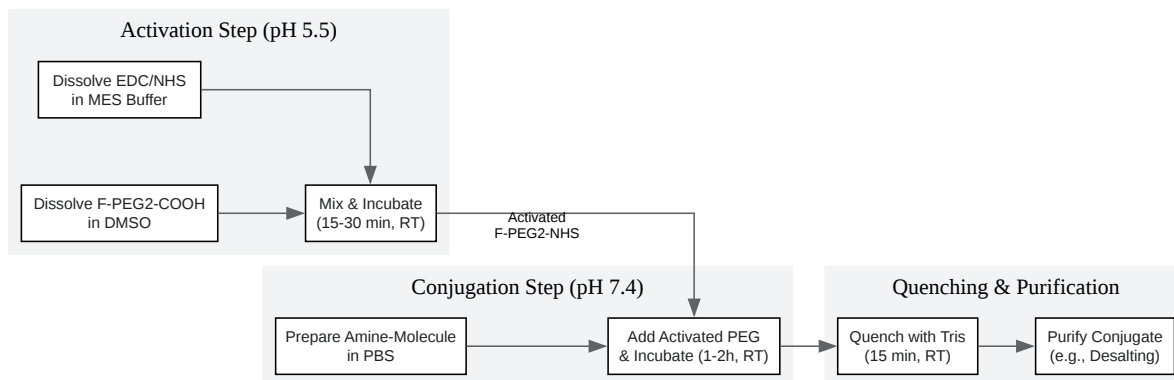 Activation Step (pH 5.5)
Dissolve EDC/NHS
in MES Buffer
Dissolve F-PEG2-COOH
in DMSO
Mix & Incubate
(15-30 min, RT)
Activated
F-PEG2-NHS
Conjugation Step (pH 7.4)
Prepare Amine-Molecule
in PBS
Add Activated PEG
& Incubate (1-2h, RT)
Quenching & Purification
Quench with Tris
(15 min, RT)
Purify Conjugate
(e.g., Desalting)